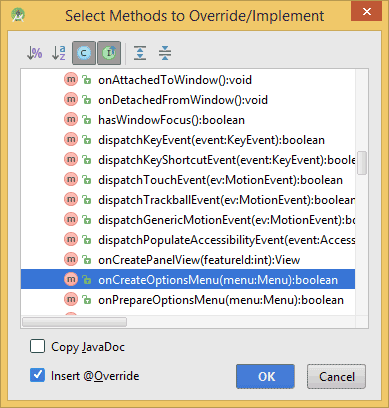 Select Methods to Override/Implement
onAttachedToWindow():void
onDetachedFromWindow():void
hasWindowFocus():boolean
dispatchKeyEvent(event:KeyEvent):boolean
dispatchKeyShortcutEvent(event:KeyEvent):boole
dispatchTouchEvent(ev:MotionEvent):boolean
dispatchTrackballEvent(ev:MotionEvent):boolea
dispatchGenericMotionEvent(ev:MotionEvent):bo
dispatchPopulateAccessibilityEvent(event:Access
onCreatePanelView(featureId:int):View
onCreateOptionsMenu(menu:Menu):boolean
onPrepareOptionsMenu(menu:Menu):boolean
Copy JavaDoc
Insert @Override
OK Cancel